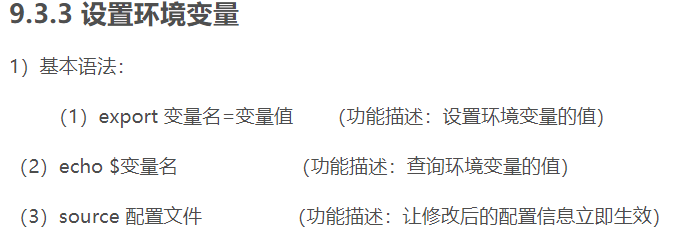 9.3.3 设置环境变量
1）基本语法：
（1）export 变量名=变量值 （功能描述：设置环境变量的值）
（2）echo $变量名 （功能描述：查询环境变量的值）
（3）source 配置文件 （功能描述：让修改后的配置信息立即生效）